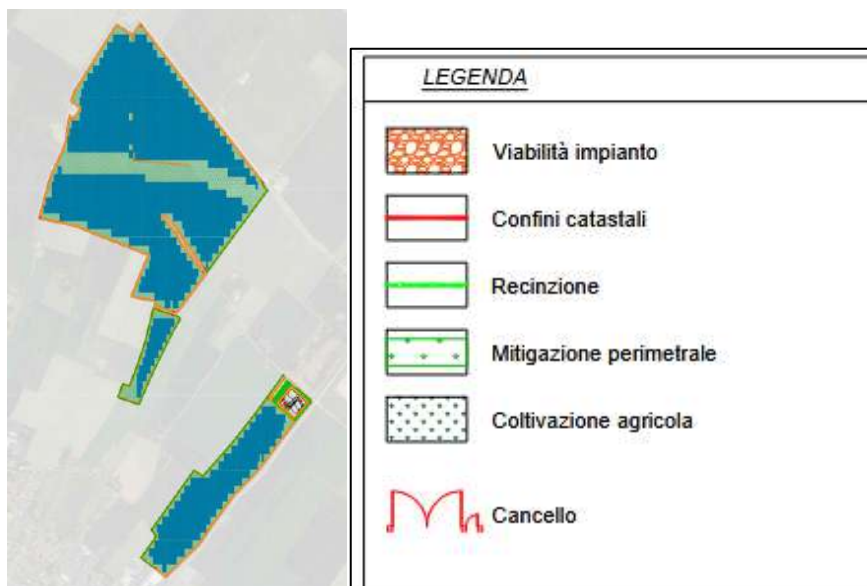 LEGENDA
Viabilità impianto
Confini catastali
Recinzione
Mitigazione perimetrale
Coltivazione agricola
Cancello